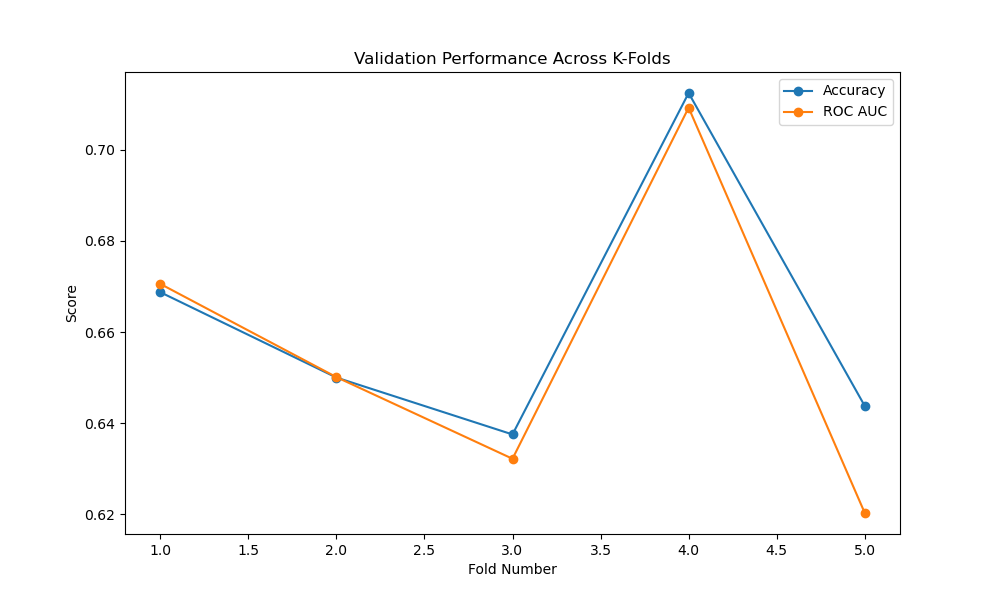 Validation Performance Across K-Folds
Accuracy
ROC AUC
0.70
0.68
0.66
0.64
0.62
Score
1.0 1.5 2.0 2.5 3.0 3.5 4.0 4.5 5.0
Fold Number